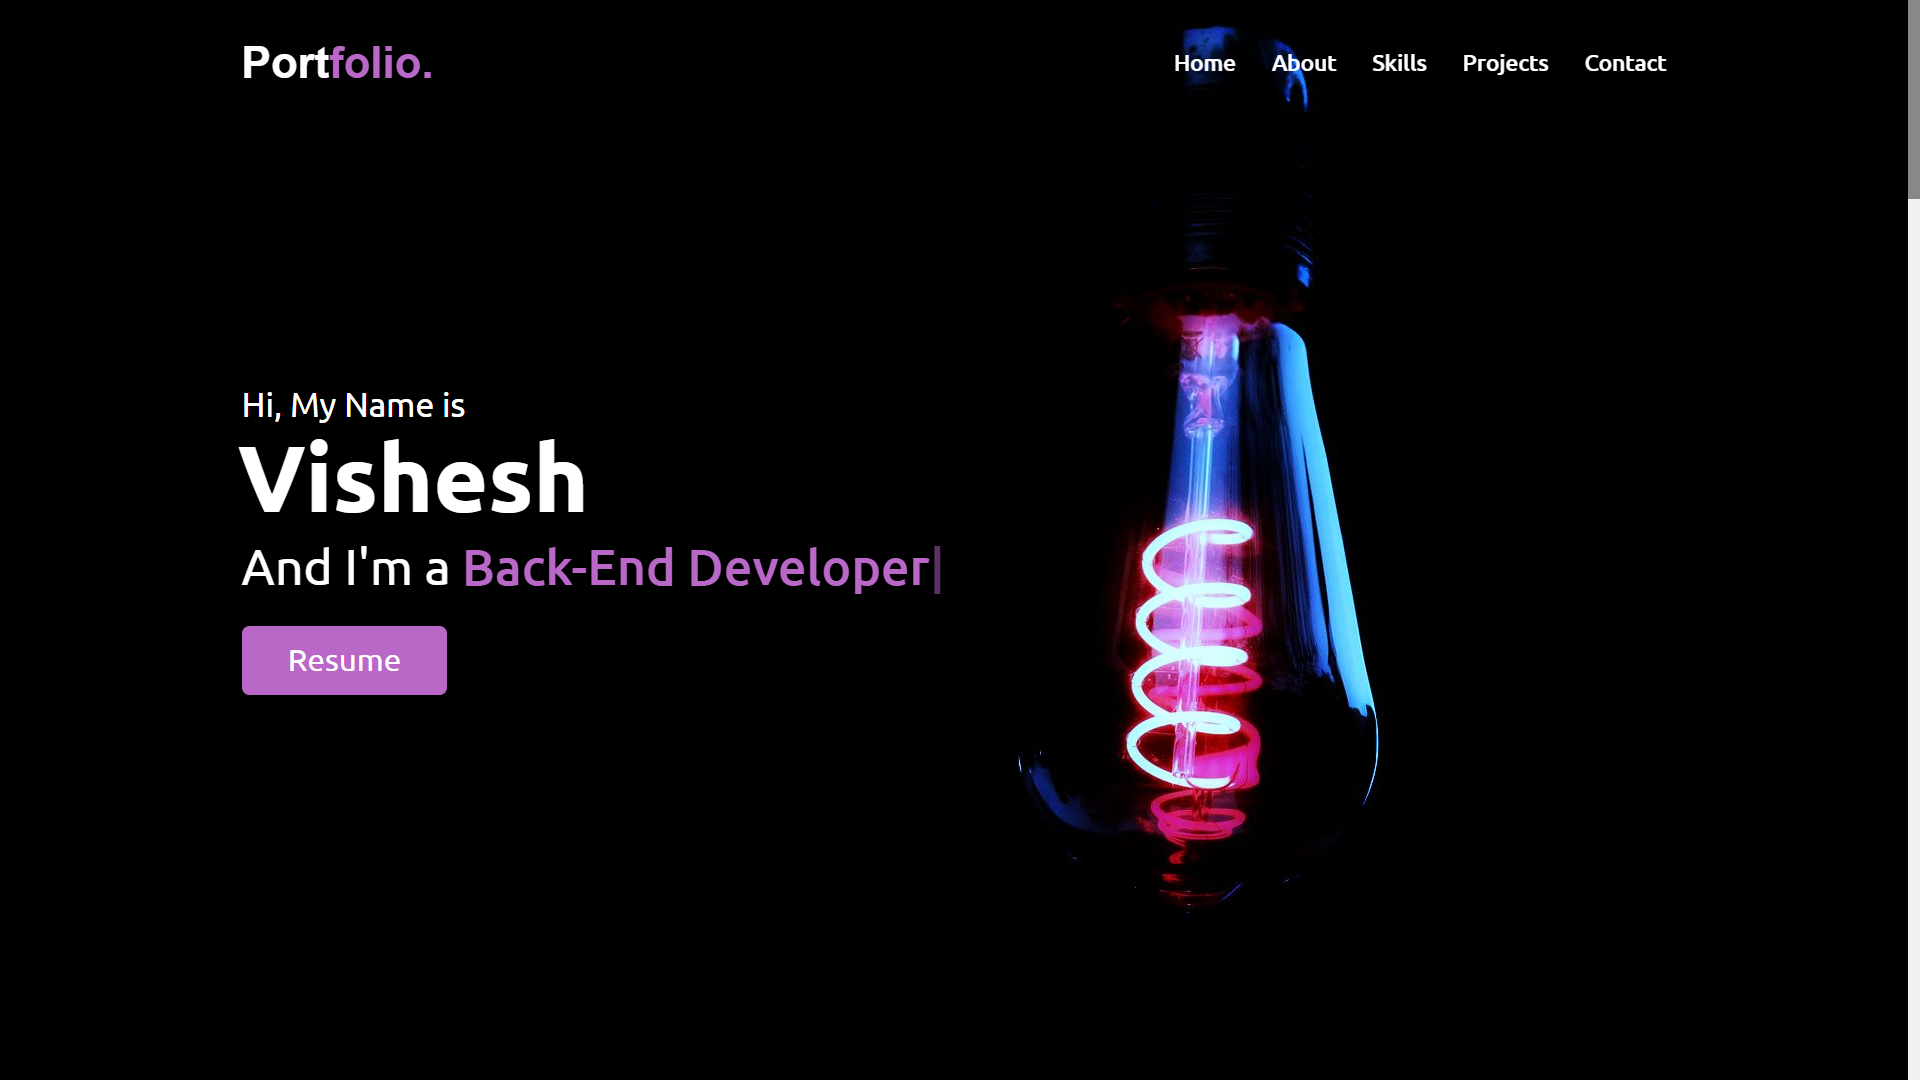 Portfolio.
Home About Skills Projects Contact
Hi, My Name is
Vishesh
And I'm a Back-End Developer|
Resume